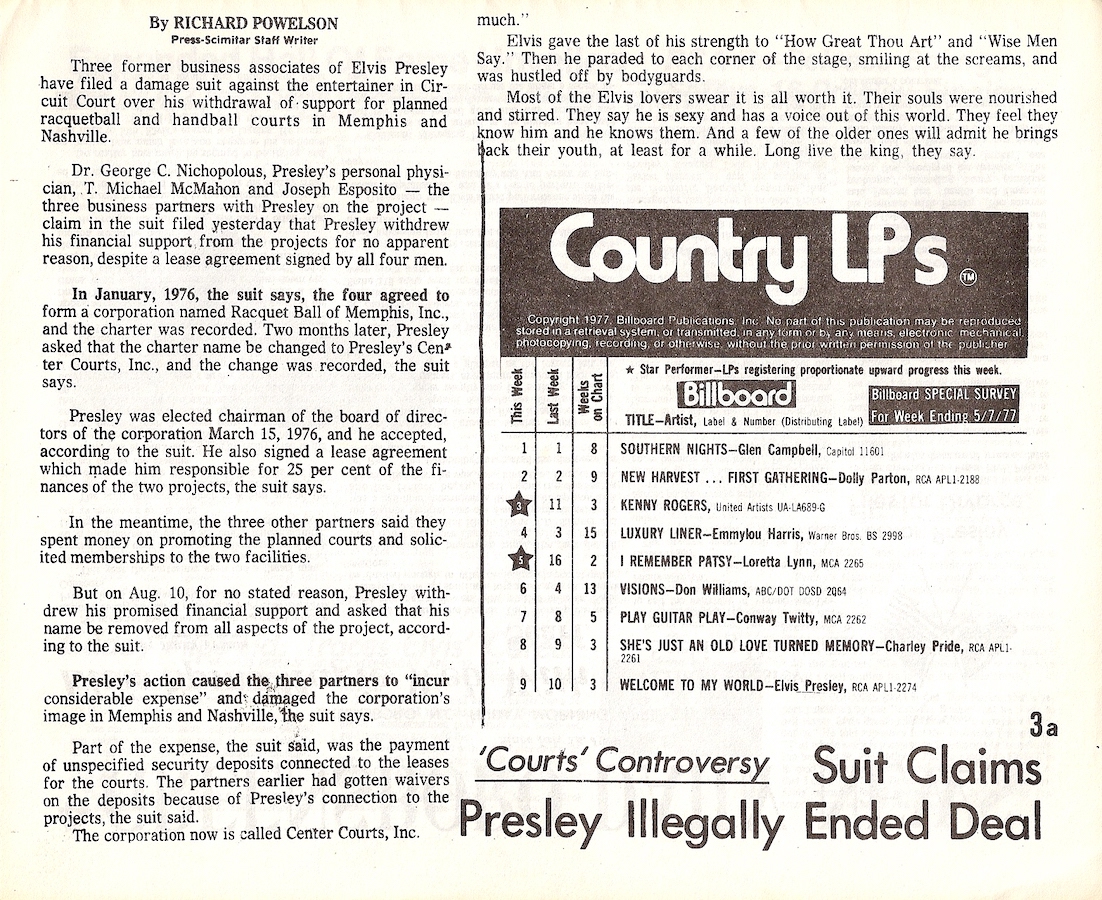 By RICHARD POWELSON
Press-Scimitar Staff Writer
Three former business associates of Elvis Presley
have filed a damage suit against the entertainer in Cir-
cuit Court over his withdrawal of support for planned
racquetball and handball courts in Memphis and
Nashville.
Dr. George C. Nichopolous, Presley's personal physi-
cian, T. Michael McMahon and Joseph Esposito — the
three business partners with Presley on the project —
claim in the suit filed yesterday that Presley withdrew
his financial support from the projects for no apparent
reason, despite a lease agreement signed by all four men.
In January, 1976, the suit says, the four agreed to
form a corporation named Racquet Ball of Memphis, Inc.,
and the charter was recorded. Two months later, Presley
asked that the charter name be changed to Presley's Cen-
ter Courts, Inc., and the change was recorded, the suit
says.
Presley was elected chairman of the board of direc-
tors of the corporation March 15, 1976, and he accepted,
according to the suit. He also signed a lease agreement
which made him responsible for 25 per cent of the fi-
nances of the two projects, the suit says.
In the meantime, the three other partners said they
spent money on promoting the planned courts and solic-
ited memberships to the two facilities.
But on Aug. 10, for no stated reason, Presley with-
drew his promised financial support and asked that his
name be removed from all aspects of the project, accord-
ing to the suit.
Presley's action caused the three partners to "incur
considerable expense" and damaged the corporation's
image in Memphis and Nashville, the suit says.
Part of the expense, the suit said, was the payment
of unspecified security deposits connected to the leases
for the courts. The partners earlier had gotten waivers
on the deposits because of Presley's connection to the
projects, the suit said.
The corporation now is called Center Courts, Inc.
much."
Elvis gave the last of his strength to "How Great Thou Art" and "Wise Men
Say." Then he paraded to each corner of the stage, smiling at the screams, and
was hustled off by bodyguards.
Most of the Elvis lovers swear it is all worth it. Their souls were nourished
and stirred. They say he is sexy and has a voice out of this world. They feel they
know him and he knows them. And a few of the older ones will admit he brings
back their youth, at least for a while. Long live the king, they say.
Country LPs TM
Copyright 1977, Billboard Publications, Inc. No part of this publication may be reproduced
stored in a retrieval system, or transmitted, in any form or by any means, electronic mechanical
photocopying, recording, or otherwise, without the prior written permission of the publisher
This Week
Last Week
Weeks on Chart
★ Star Performer—LPs registering proportionate upward progress this week.
Billboard
Billboard SPECIAL SURVEY
For Week Ending 5/7/77
TITLE—Artist, Label & Number (Distributing Label)
1 1 8 SOUTHERN NIGHTS—Glen Campbell, Capitol 11601
2 2 9 NEW HARVEST ... FIRST GATHERING—Dolly Parton, RCA APL1-2188
3 11 3 KENNY ROGERS, United Artists UA-LA689-G
4 3 15 LUXURY LINER—Emmylou Harris, Warner Bros. BS 2998
5 16 2 I REMEMBER PATSY—Loretta Lynn, MCA 2265
6 4 13 VISIONS—Don Williams, ABC/DOT DOSD 2064
7 8 5 PLAY GUITAR PLAY—Conway Twitty, MCA 2262
8 9 3 SHE'S JUST AN OLD LOVE TURNED MEMORY—Charley Pride, RCA APL1-
2261
9 10 3 WELCOME TO MY WORLD—Elvis Presley, RCA APL1-2274
3a
'Courts' Controversy Suit Claims
Presley Illegally Ended Deal